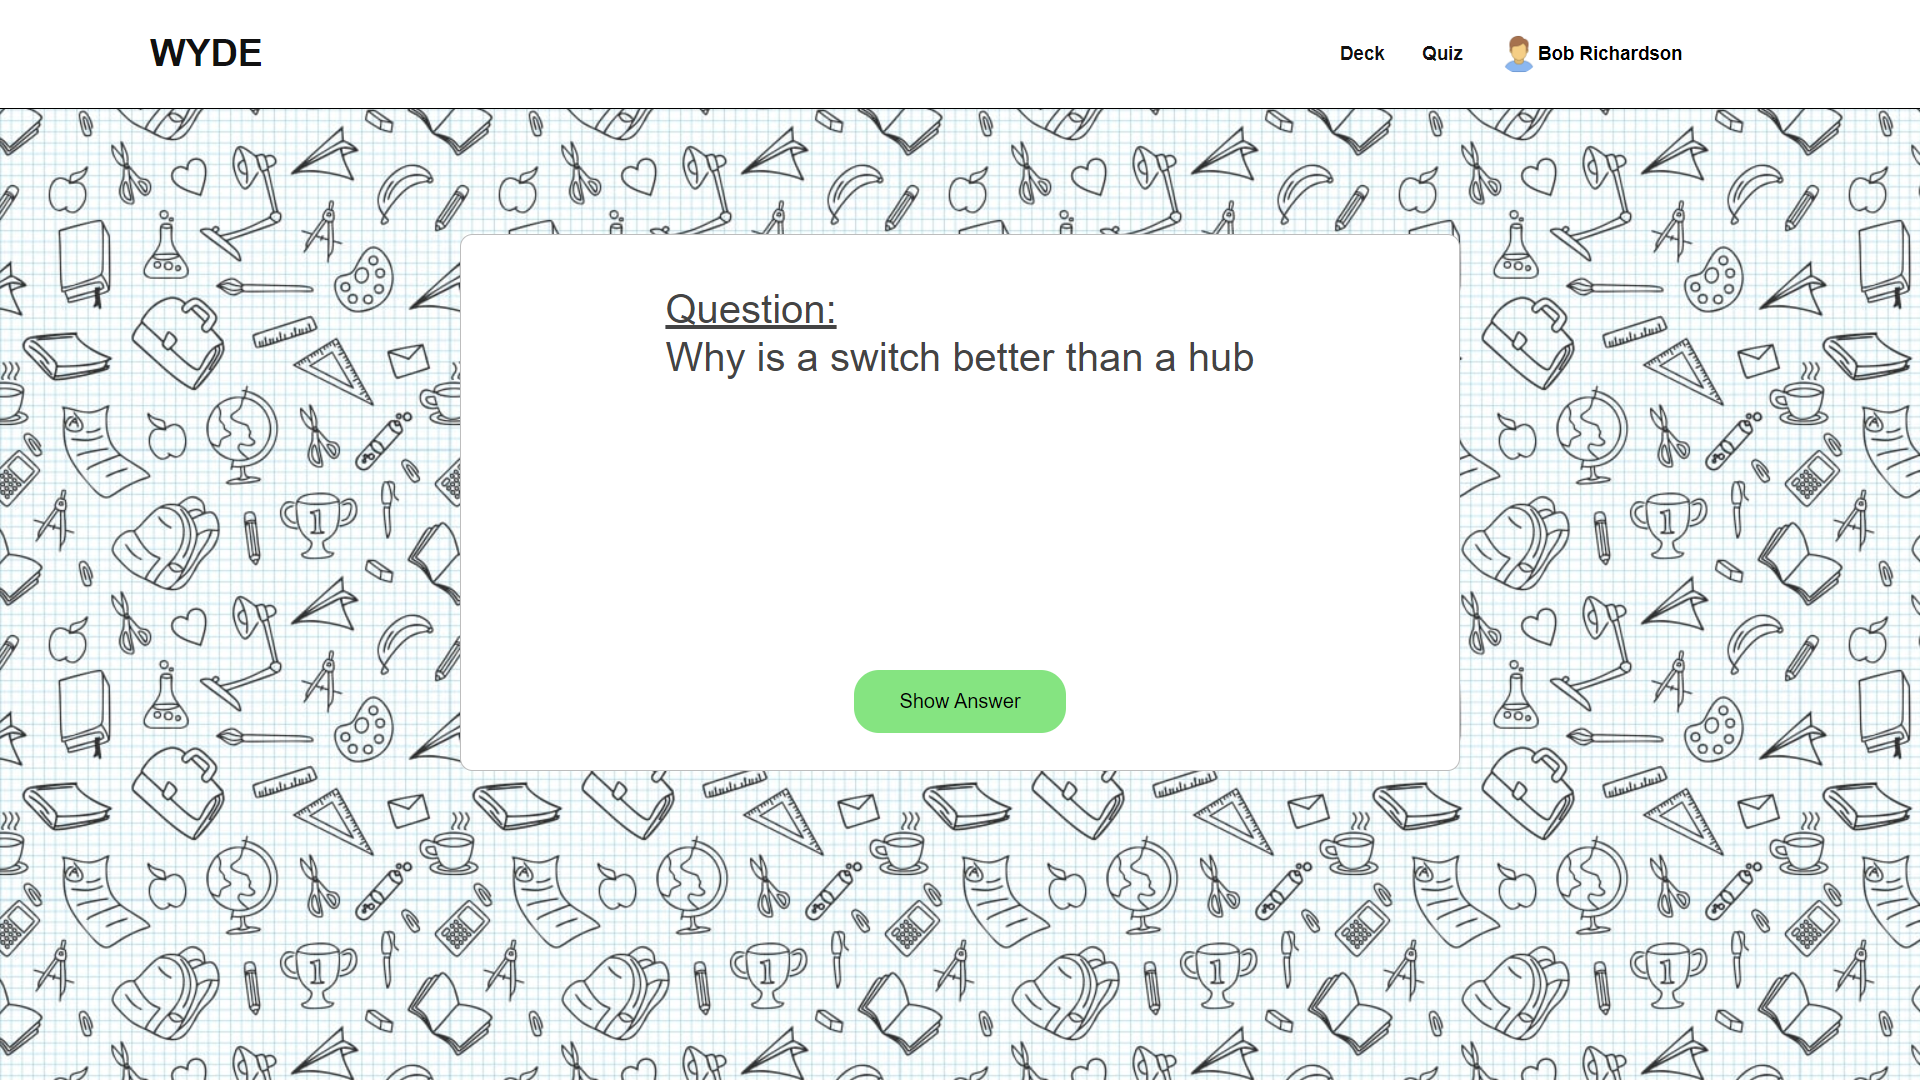 WYDE
Deck
Quiz
Bob Richardson
Question:
Why is a switch better than a hub
Show Answer